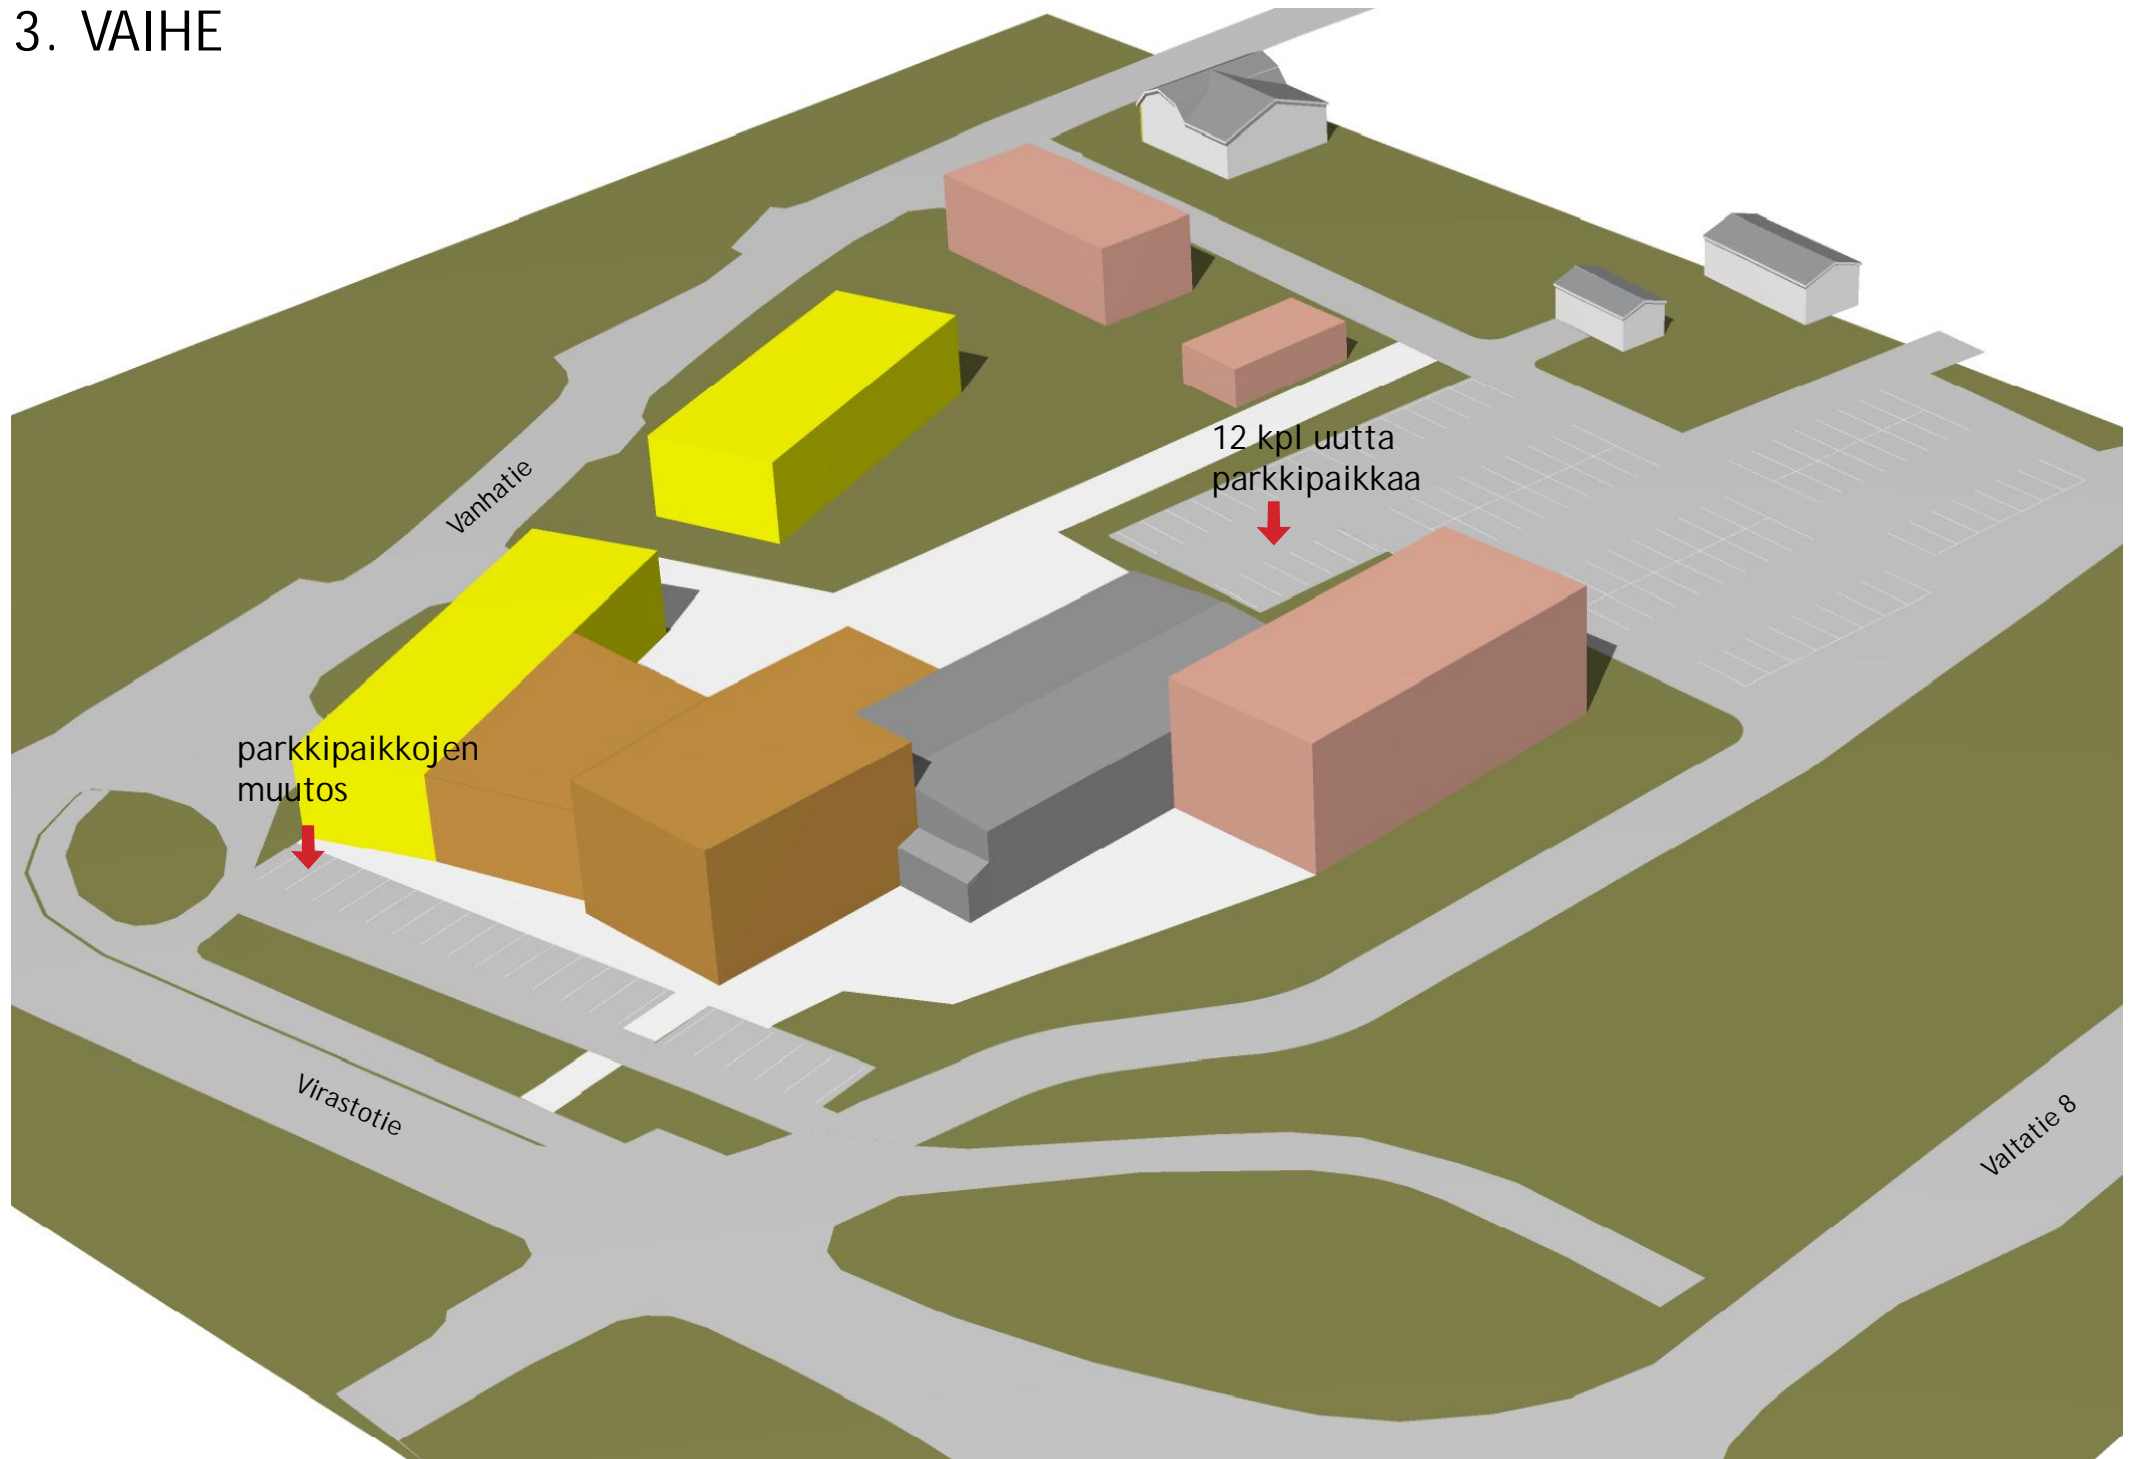 3. VAIHE
12 kpl uutta
parkkipaikkaa
Vanhatie
parkkipaikkojen
muutos
Virastotie
Valtatie 8